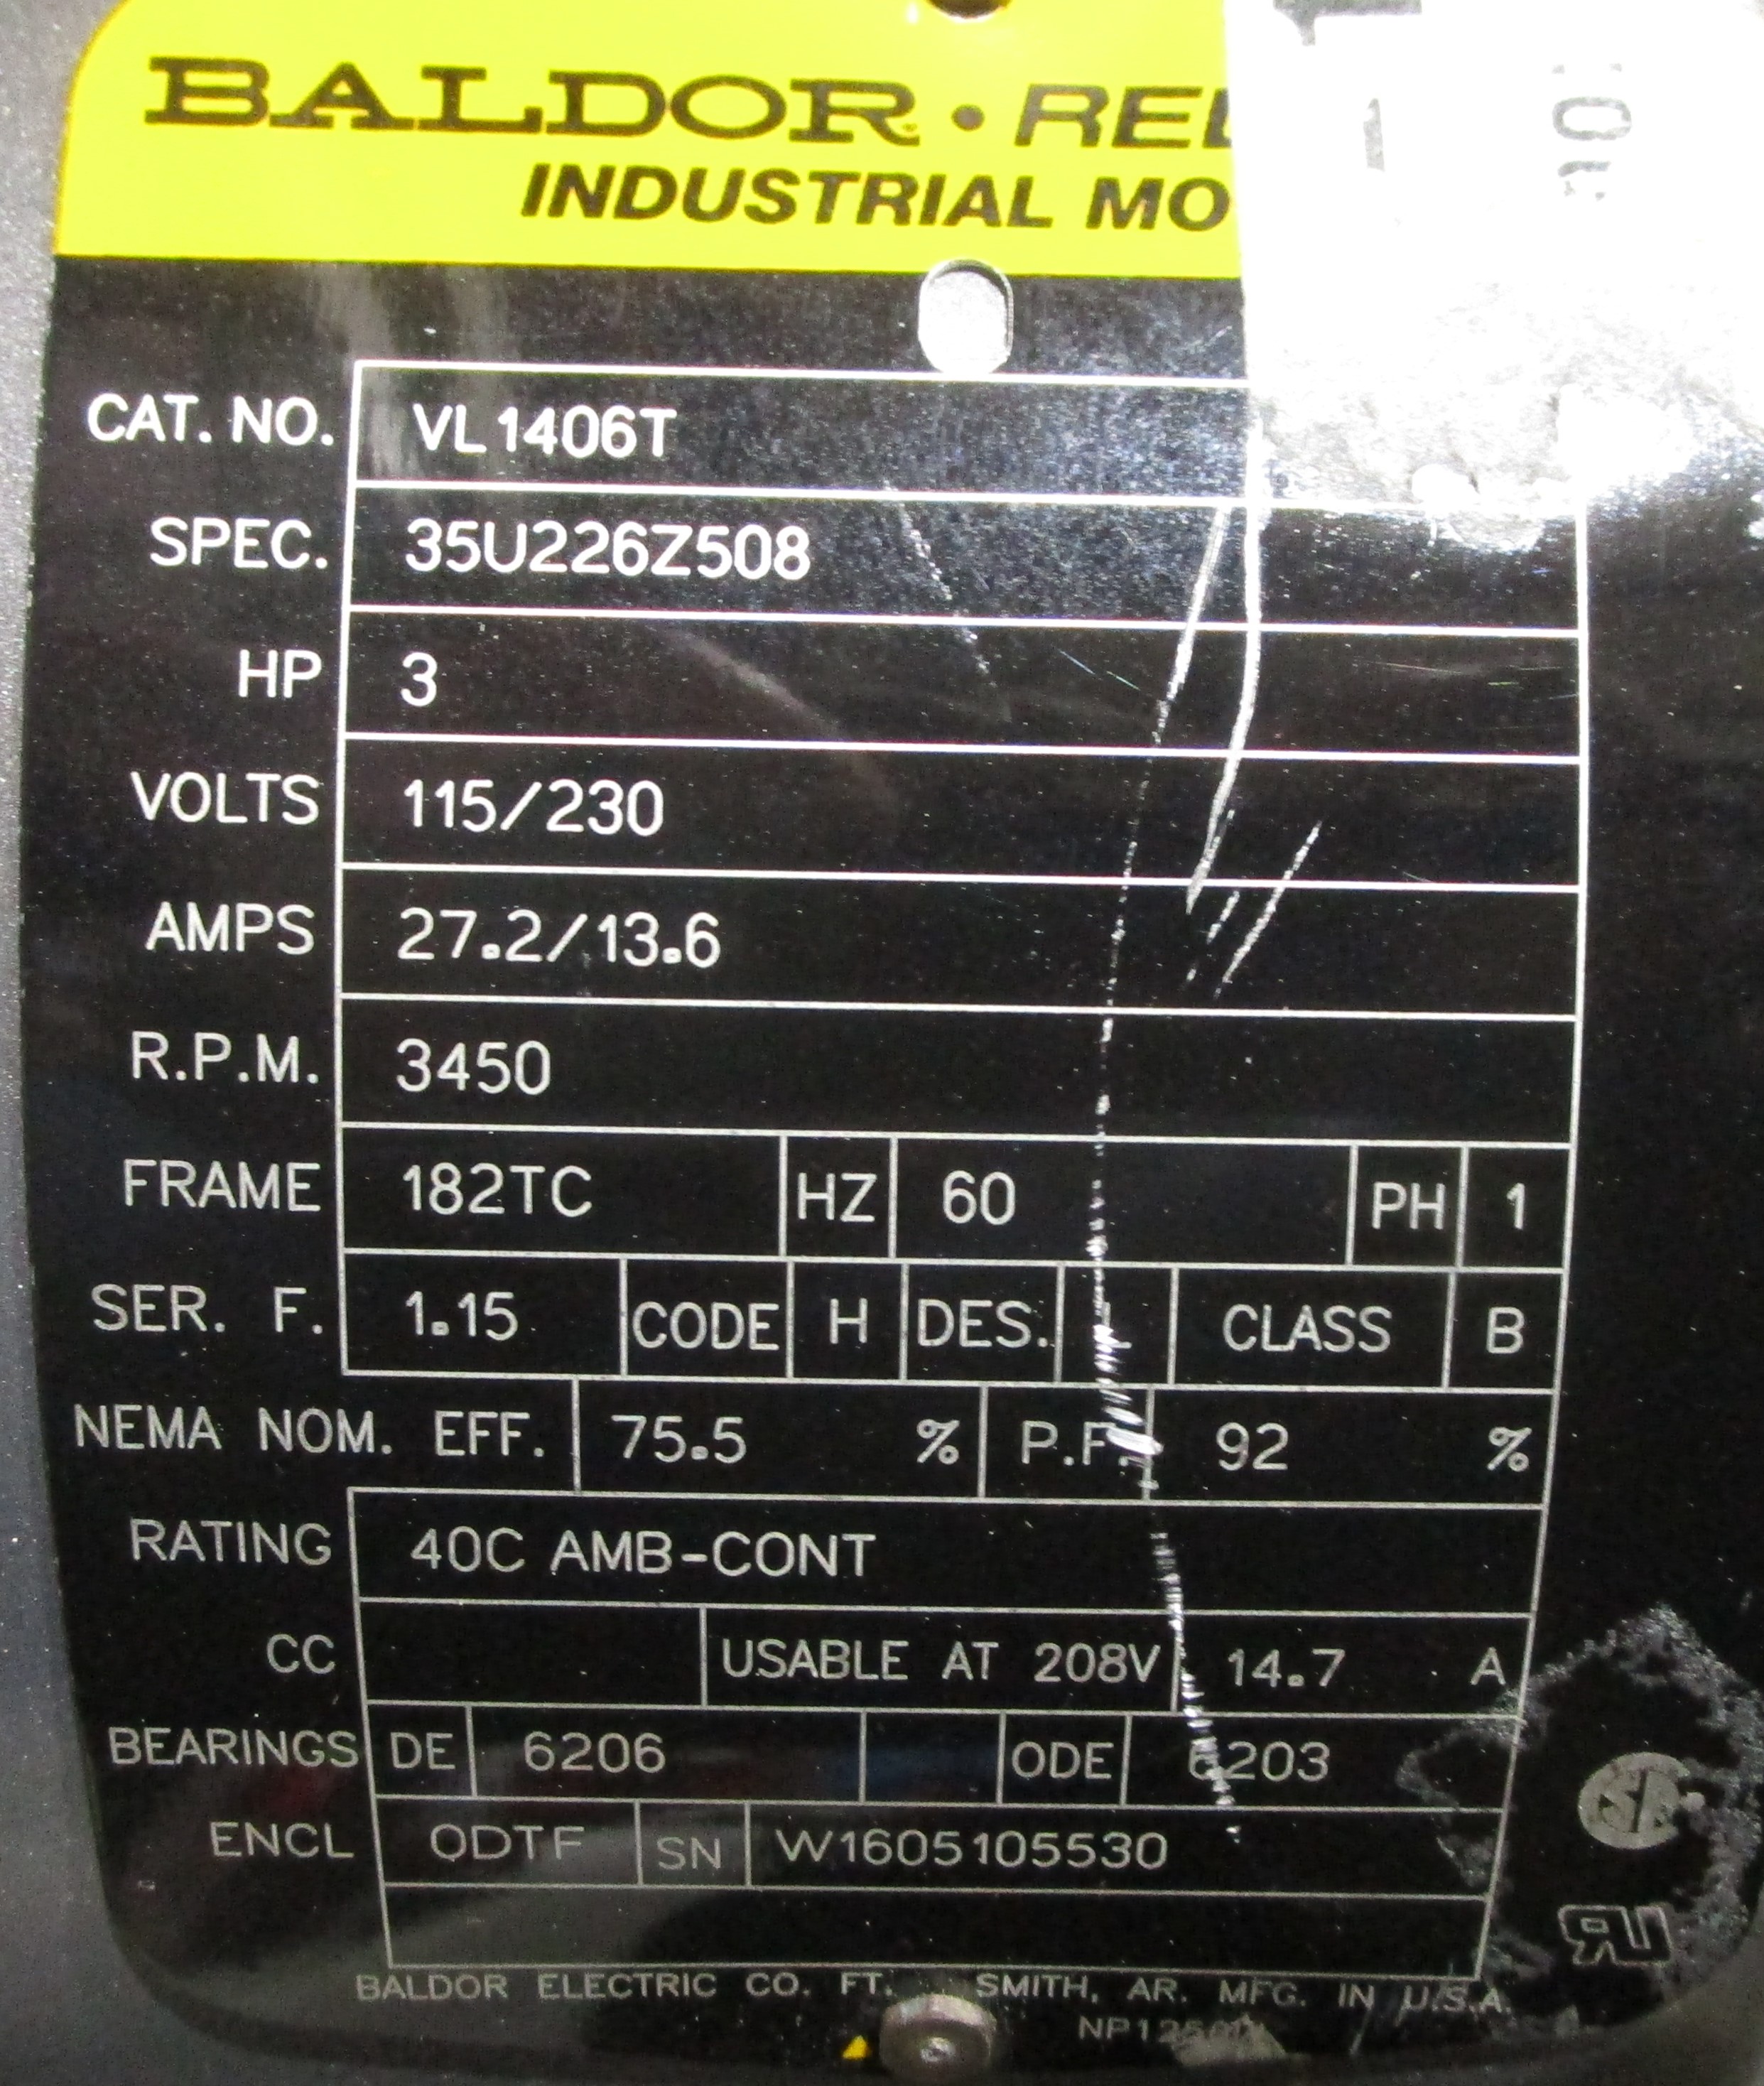 BALDOR • REL
INDUSTRIAL MO
CAT. NO. VL1406T
SPEC. 35U226Z508
HP 3
VOLTS 115/230
AMPS 27.2/13.6
R.P.M. 3450
FRAME 182TC HZ 60 PH 1
SER. F. 1.15 CODE H DES. L CLASS B
NEMA NOM. EFF. 75.5 % P.F. 92 %
RATING 40C AMB-CONT
CC USABLE AT 208V 14.7 A
BEARINGS DE 6206 ODE 6203
ENCL ODTF SN W1605105530
BALDOR ELECTRIC CO. FT. SMITH, AR. MFG. IN U.S.A.